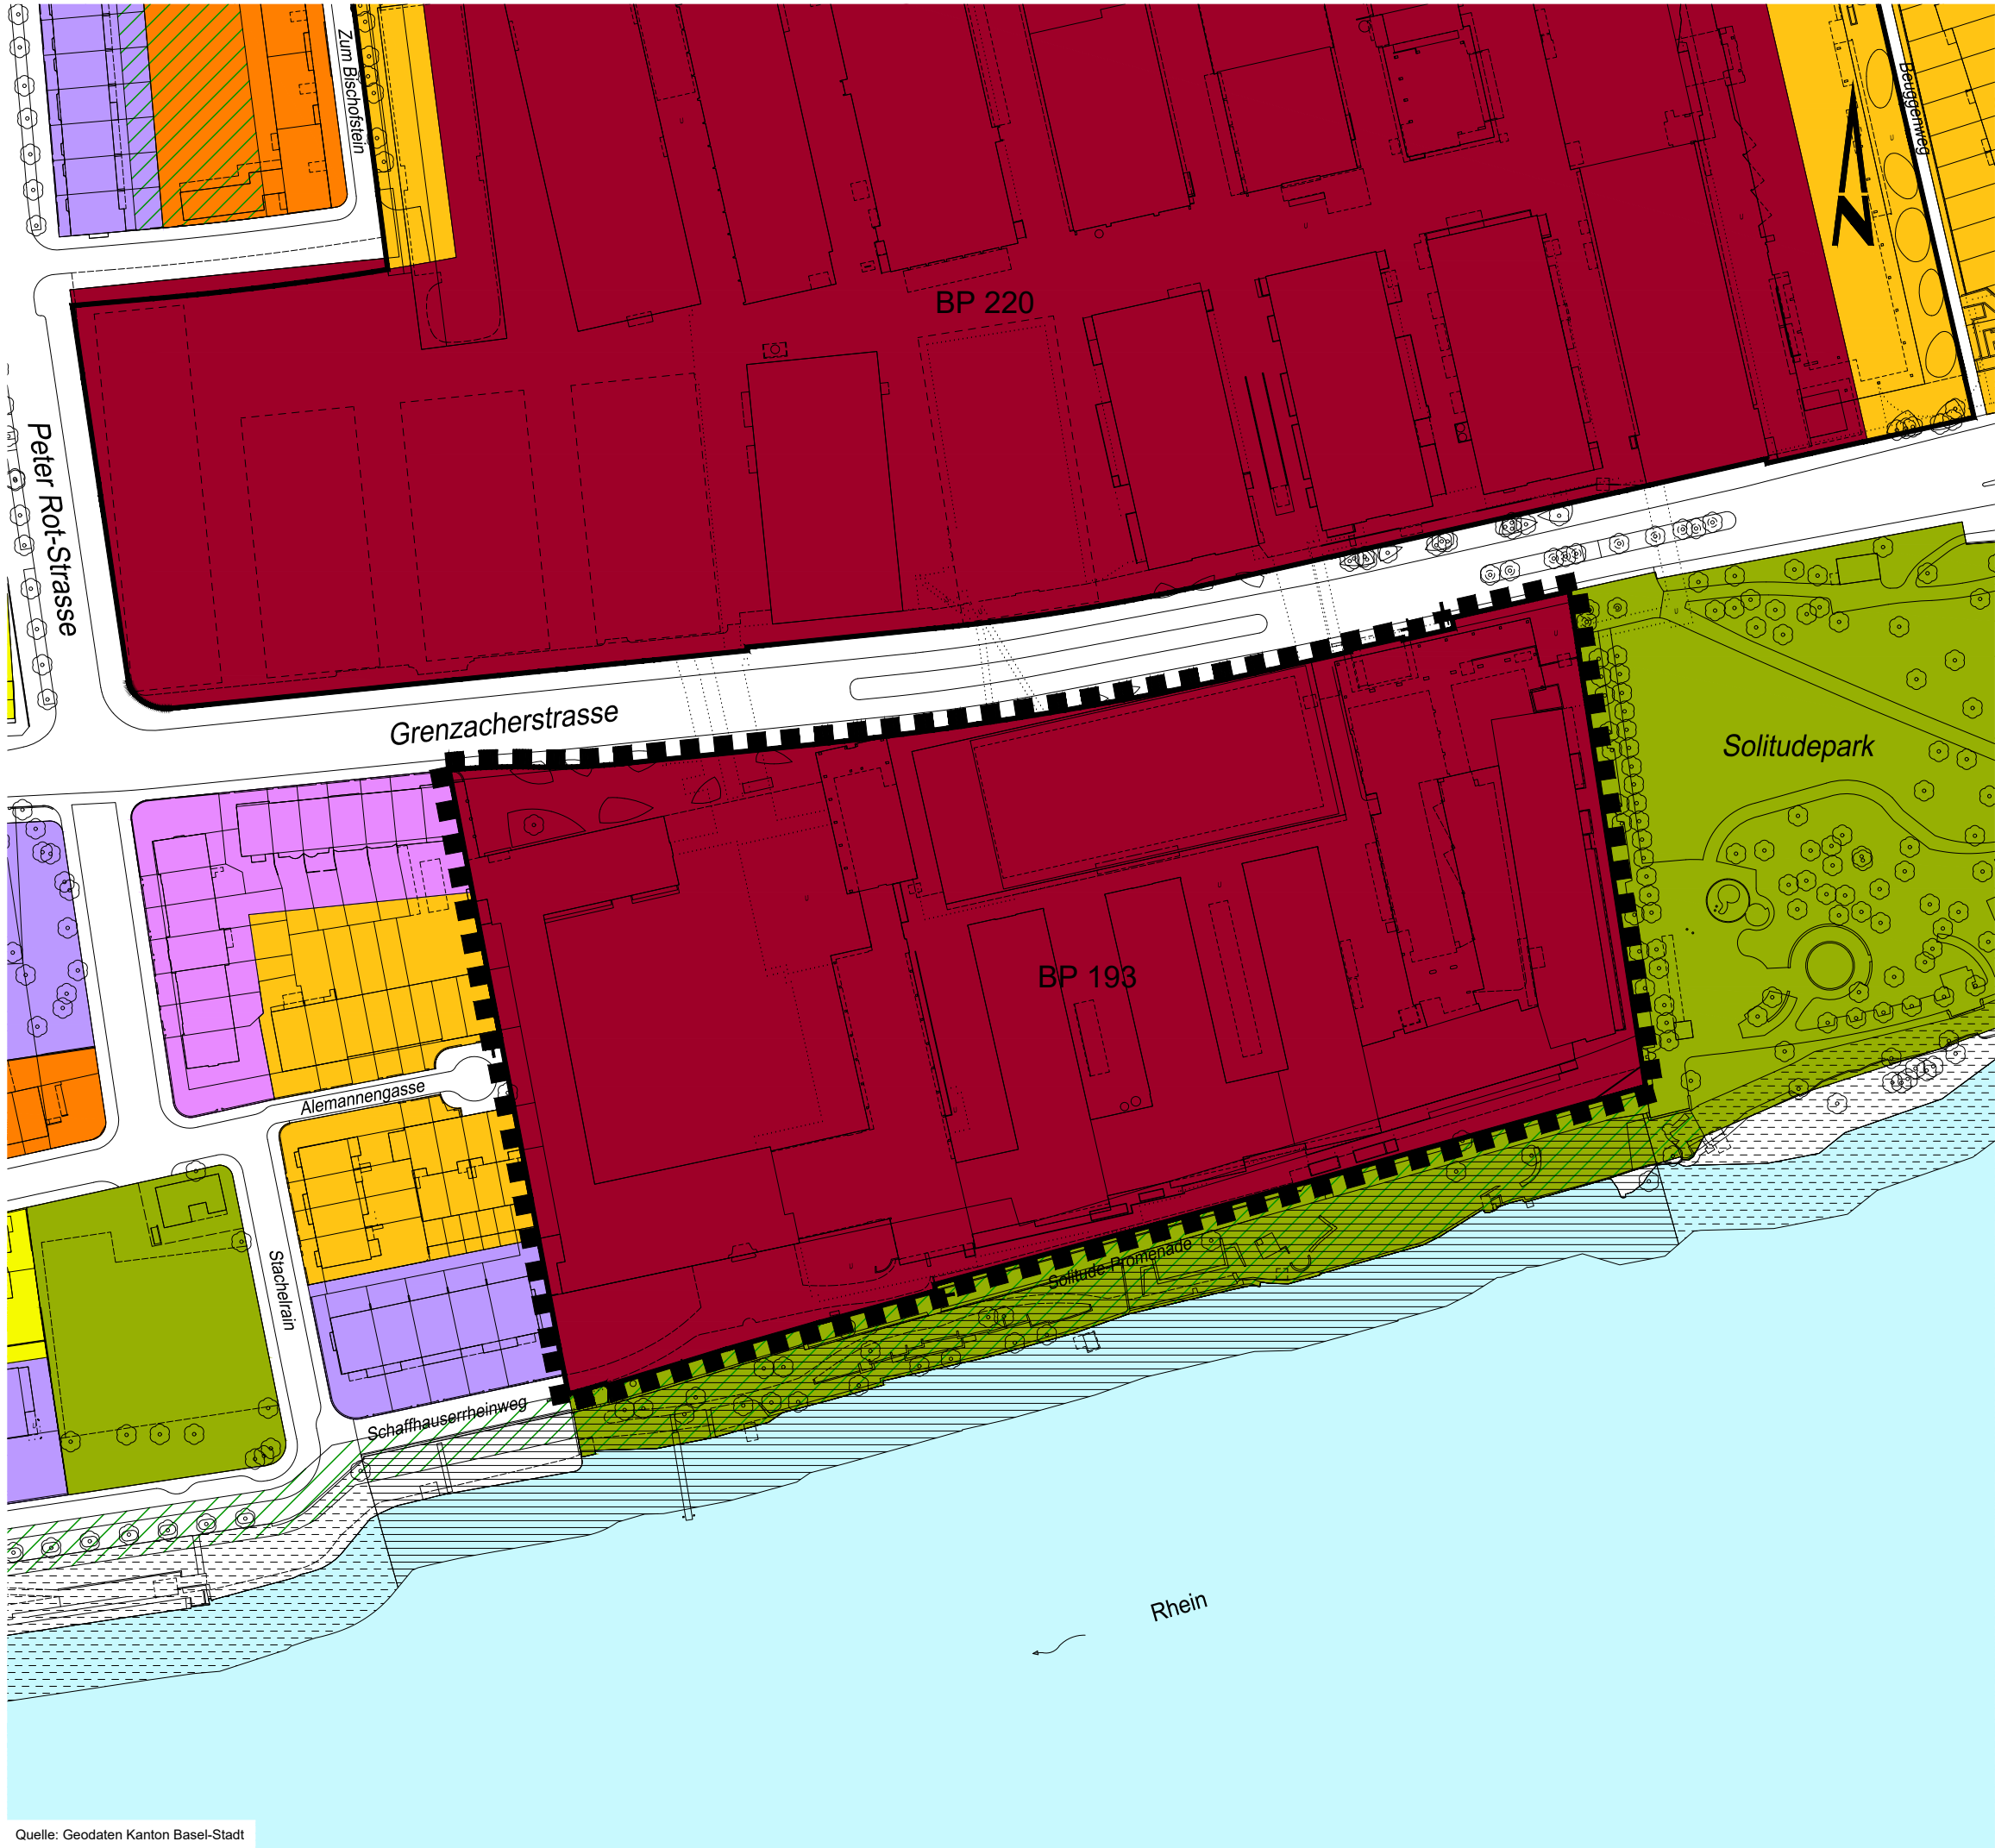 Zum Bischofstein
Beuggenweg
N
BP 220
Peter Rot-Strasse
Grenzacherstrasse
Solitudepark
BP 193
Alemannengasse
Stachelrain
Solitude-Promenade
Schaffhauserrheinweg
Rhein
Quelle: Geodaten Kanton Basel-Stadt